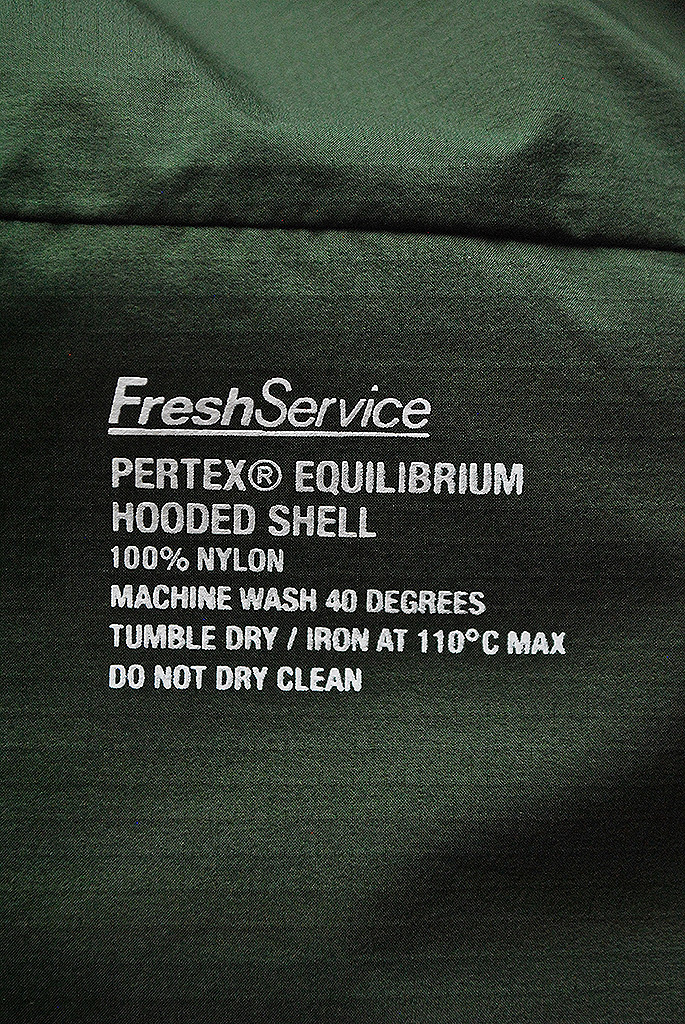 FreshService
PERTEX® EQUILIBRIUM
HOODED SHELL
100% NYLON
MACHINE WASH 40 DEGREES
TUMBLE DRY / IRON AT 110°C MAX
DO NOT DRY CLEAN